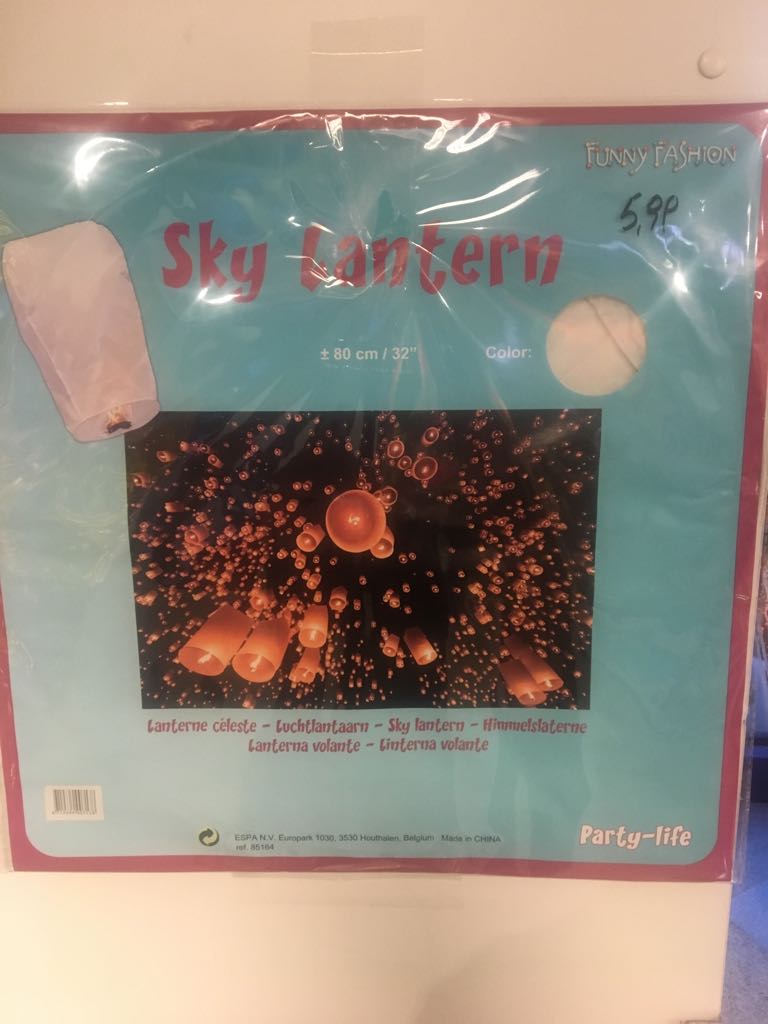 FUNNY FASHION
5,99
Sky Lantern
± 80 cm / 32"
Color:
Lanterne céleste - Luchtlantaarn - Sky lantern - Himmelslaterne
Lanterna volante - Linterna volante
ESPA N.V. Europark 1030, 3530 Houthalen, Belgium Made in CHINA
ref. 85164
Party-life